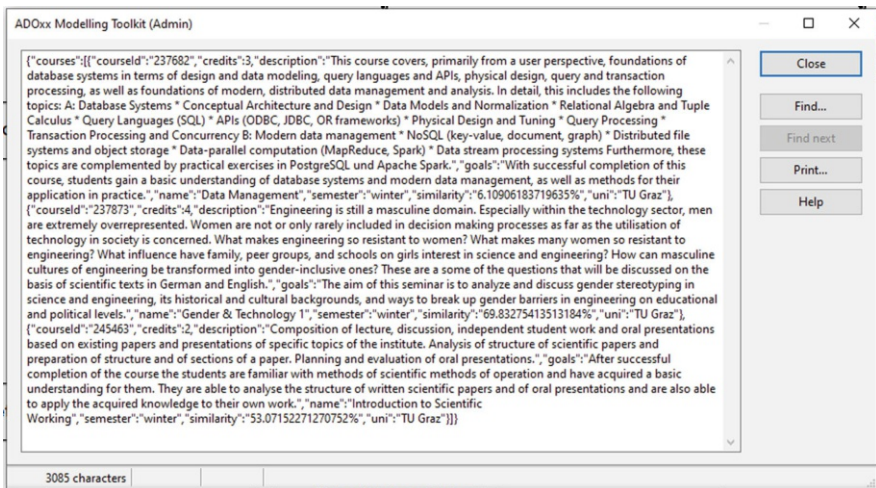 ADOxx Modelling Toolkit (Admin)
{"courses":[{"courseId":"237682","credits":3,"description":"This course covers, primarily from a user perspective, foundations of
database systems in terms of design and data modeling, query languages and APIs, physical design, query and transaction
processing, as well as foundations of modern, distributed data management and analysis. In detail, this includes the following
topics: A: Database Systems * Conceptual Architecture and Design * Data Models and Normalization * Relational Algebra and Tuple
Calculus * Query Languages (SQL) * APIs (ODBC, JDBC, OR frameworks) * Physical Design and Tuning * Query Processing *
Transaction Processing and Concurrency B: Modern data management * NoSQL (key-value, document, graph) * Distributed file
systems and object storage * Data-parallel computation (MapReduce, Spark) * Data stream processing systems Furthermore, these
topics are complemented by practical exercises in PostgreSQL und Apache Spark.","goals":"With successful completion of this
course, students gain a basic understanding of database systems and modern data management, as well as methods for their
application in practice.","name":"Data Management","semester":"winter","similarity":"6.10906183719635%","uni":"TU Graz"},
{"courseId":"237873","credits":4,"description":"Engineering is still a masculine domain. Especially within the technology sector, men
are extremely overrepresented. Women are not or only rarely included in decision making processes as far as the utilisation of
technology in society is concerned. What makes engineering so resistant to women? What makes many women so resistant to
engineering? What influence have family, peer groups, and schools on girls interest in science and engineering? How can masculine
cultures of engineering be transformed into gender-inclusive ones? These are a some of the questions that will be discussed on the
basis of scientific texts in German and English.","goals":"The aim of this seminar is to analyze and discuss gender stereotyping in
science and engineering, its historical and cultural backgrounds, and ways to break up gender barriers in engineering on educational
and political levels.","name":"Gender & Technology 1","semester":"winter","similarity":"69.83275413513184%","uni":"TU Graz"},
{"courseId":"245463","credits":2,"description":"Composition of lecture, discussion, independent student work and oral presentations
based on existing papers and presentations of specific topics of the institute. Analysis of structure of scientific papers and
preparation of structure and of sections of a paper. Planning and evaluation of oral presentations.","goals":"After successful
completion of the course the students are familiar with methods of scientific methods of operation and have acquired a basic
understanding for them. They are able to analyse the structure of written scientific papers and of oral presentations and are also able
to apply the acquired knowledge to their own work.","name":"Introduction to Scientific
Working","semester":"winter","similarity":"53.07152271270752%","uni":"TU Graz"}]}
Close
Find...
Find next
Print...
Help
3085 characters